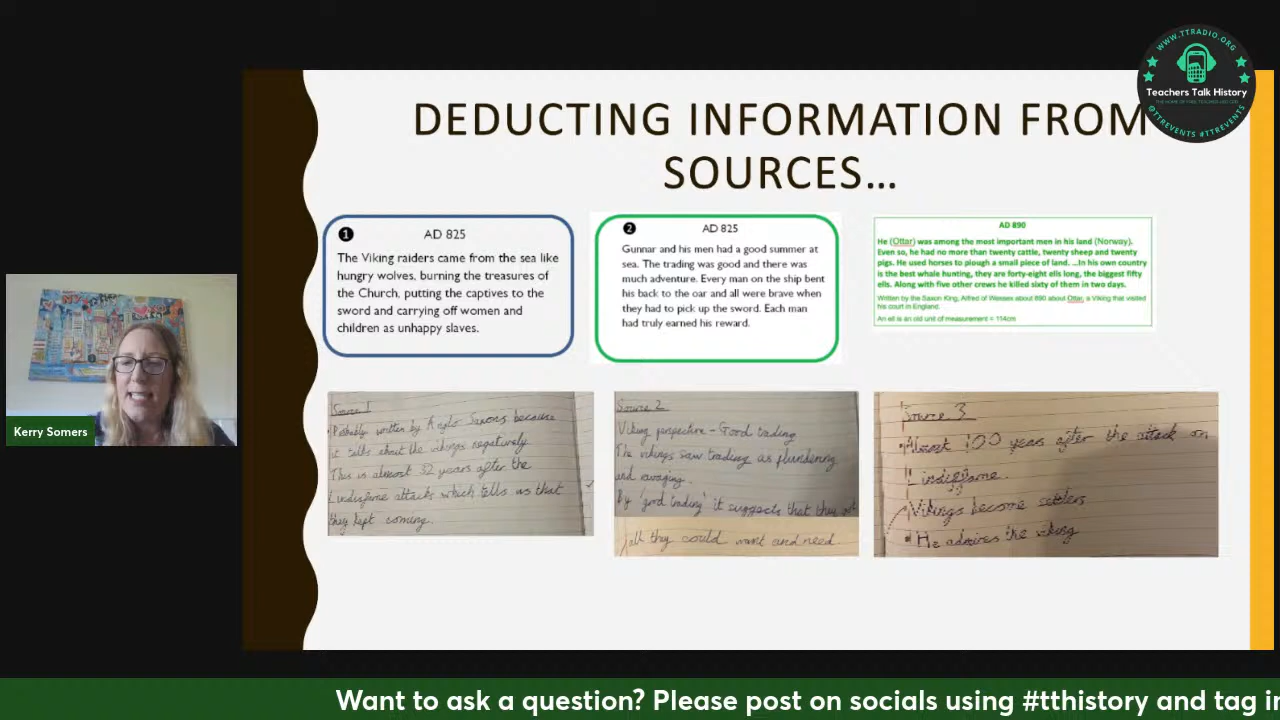 DEDUCTING INFORMATION FROM
SOURCES...
WWW.TTRADIO.ORG
Teachers Talk History
@TTREVENTS #TTREVENTS
1
AD 825
The Viking raiders came from the sea like
hungry wolves, burning the treasures of
the Church, putting the captives to the
sword and carrying off women and
children as unhappy slaves.
2
AD 825
Gunnar and his men had a good summer at
sea. The trading was good and there was
much adventure. Every man on the ship bent
his back to the oar and all were brave when
they had to pick up the sword. Each man
had truly earned his reward.
AD 890
He (Ottar) was among the most important men in his land (Norway).
Even so, he had no more than twenty cattle, twenty sheep and twenty
pigs. He used horses to plough a small piece of land. ...In his own country
is the best whale hunting, they are forty-eight ells long, the biggest fifty
ells. Along with five other crews he killed sixty of them in two days.
Written by the Saxon King, Alfred of Wessex about 890 about Ottar, a Viking that visited
his court in England.
An ell is an old unit of measurement = 114cm
Source 1
Probably written by Anglo Saxons because
it talks about the vikings negatively
This is almost 32 years after the
Lindisfarne attacks which tells us that
they kept coming.
Source 2
Viking perspective - Good trading
The vikings saw trading as plundering
and ravaging.
By 'good trading' it suggests that they got
all they could want and need
Source 3
Almost 100 years after the attack on
Lindisfarne.
Vikings become settlers
He admires the viking
Kerry Somers
Want to ask a question? Please post on socials using #tthistory and tag i